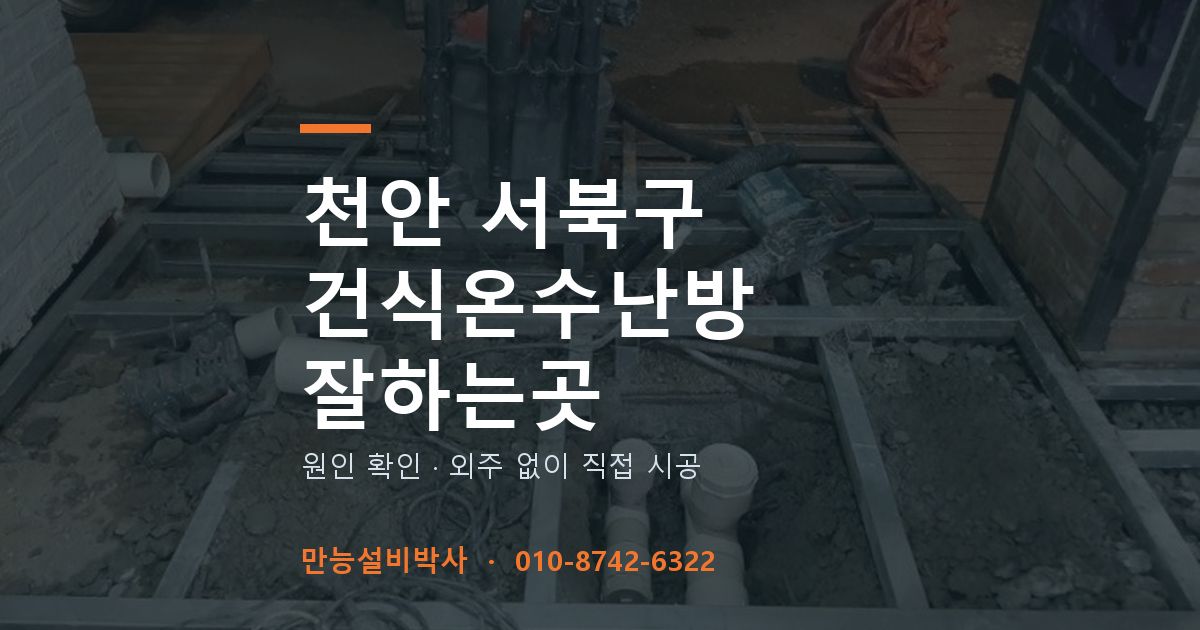 천안 서북구
건식온수난방
잘하는곳
원인 확인 · 외주 없이 직접 시공
만능설비박사 · 010-8742-6322